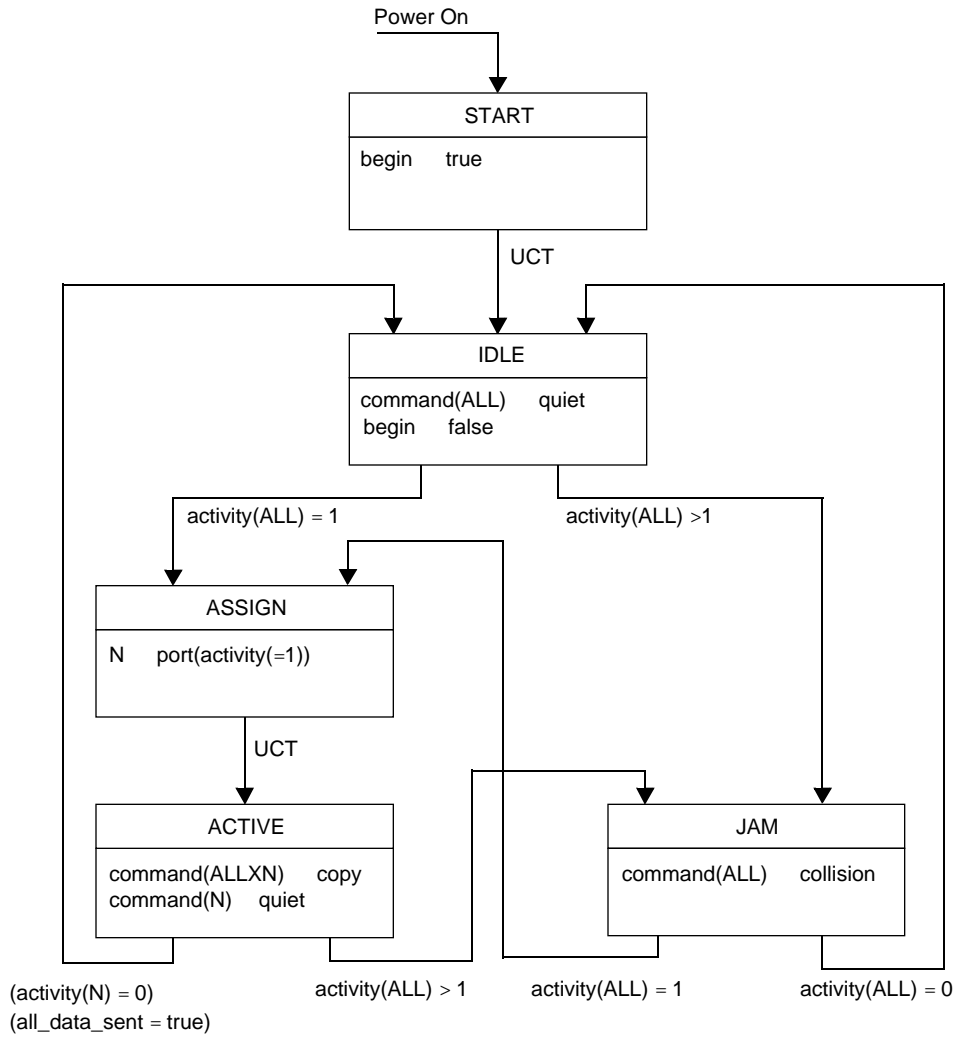 Power On
START
begin true
UCT
IDLE
command(ALL) quiet
begin false
activity(ALL) = 1
activity(ALL) >1
ASSIGN
N port(activity(=1))
UCT
ACTIVE
JAM
command(ALLXN) copy
command(N) quiet
command(ALL) collision
(activity(N) = 0)
(all_data_sent = true)
activity(ALL) > 1
activity(ALL) = 1
activity(ALL) = 0